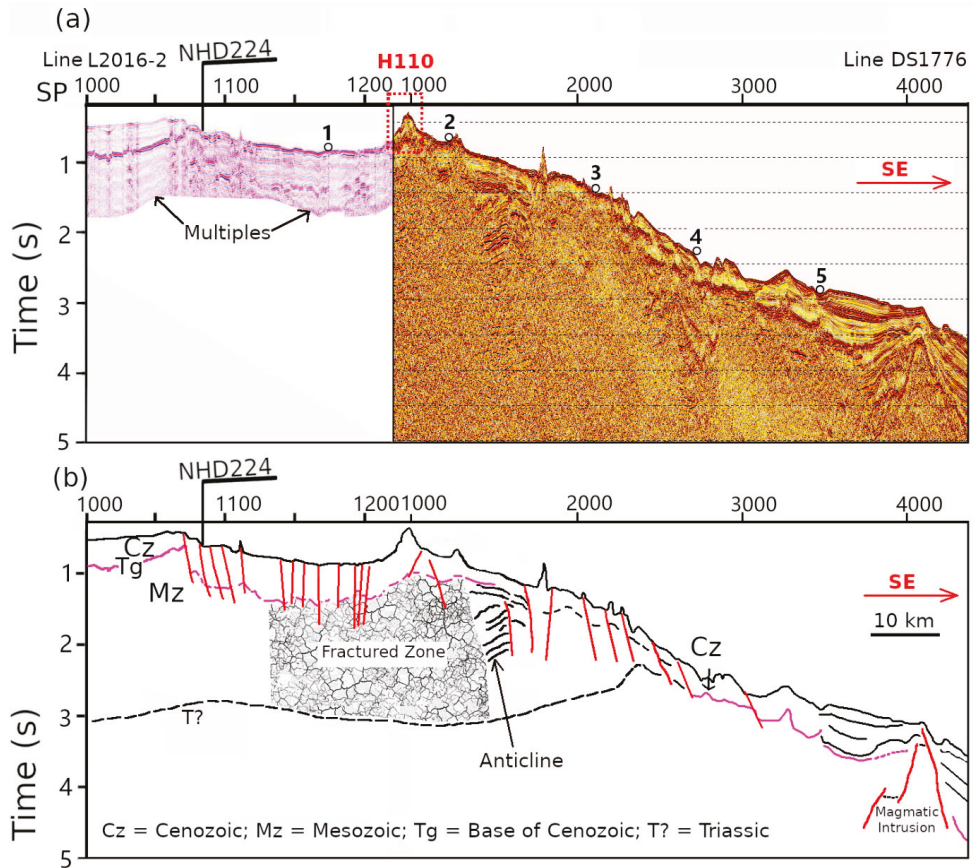 (a)
NHD224
Line L2016-2
H110
Line DS1776
SP
1000
1100
1200
1000
2000
3000
4000
1
2
3
4
5
SE
Multiples
Time (s)
1
2
3
4
5
(b)
NHD224
1000
1100
1200
1000
2000
3000
4000
Cz
Tg
Mz
SE
10 km
Fractured Zone
Cz
T?
Anticline
Magmatic
Intrusion
Time (s)
1
2
3
4
5
Cz = Cenozoic; Mz = Mesozoic; Tg = Base of Cenozoic; T? = Triassic